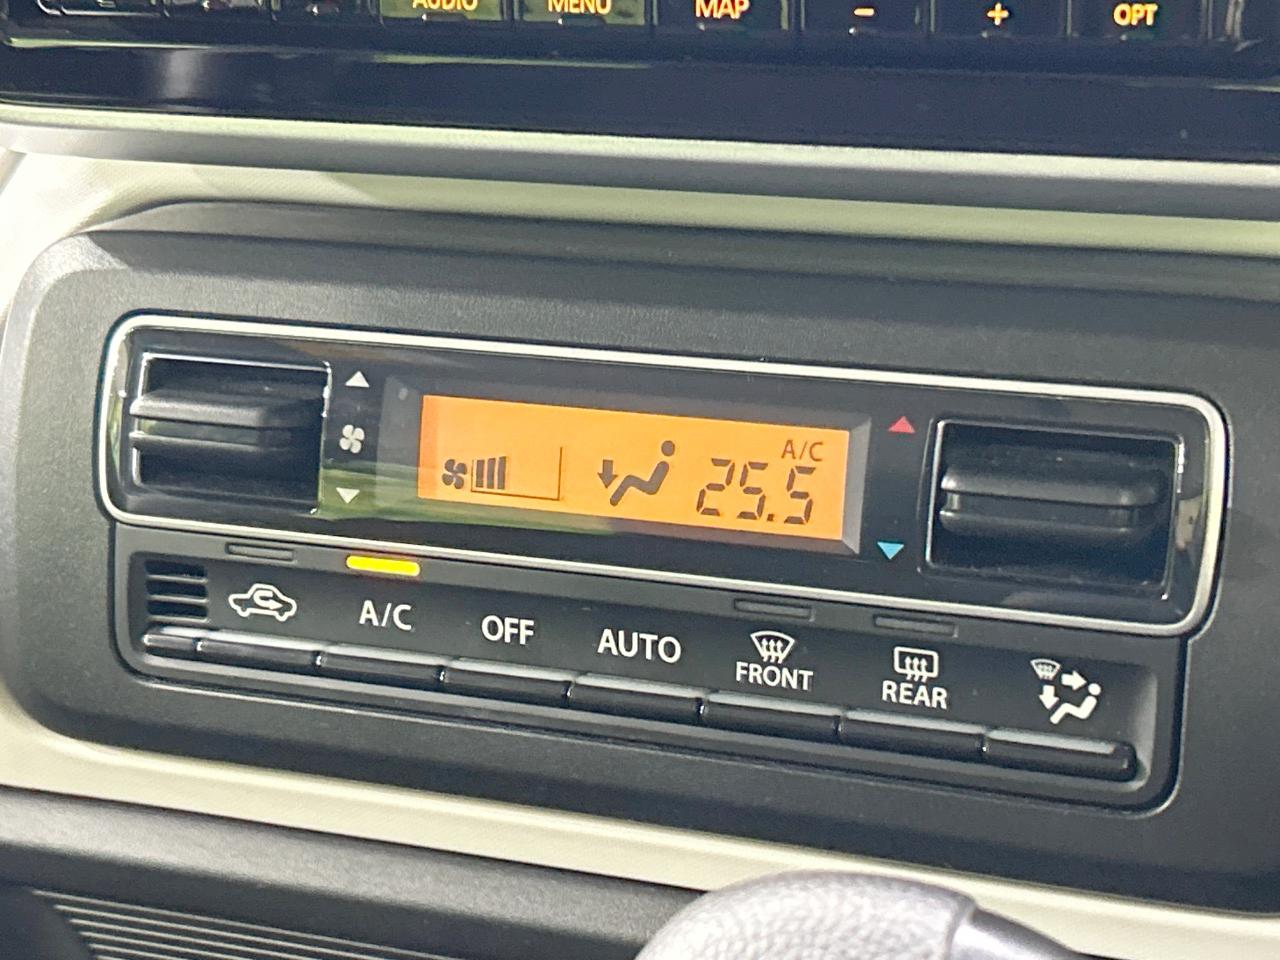 AUDIO
MENU
MAP
−
+
OPT
A/C
25.5
A/C
OFF
AUTO
FRONT
REAR